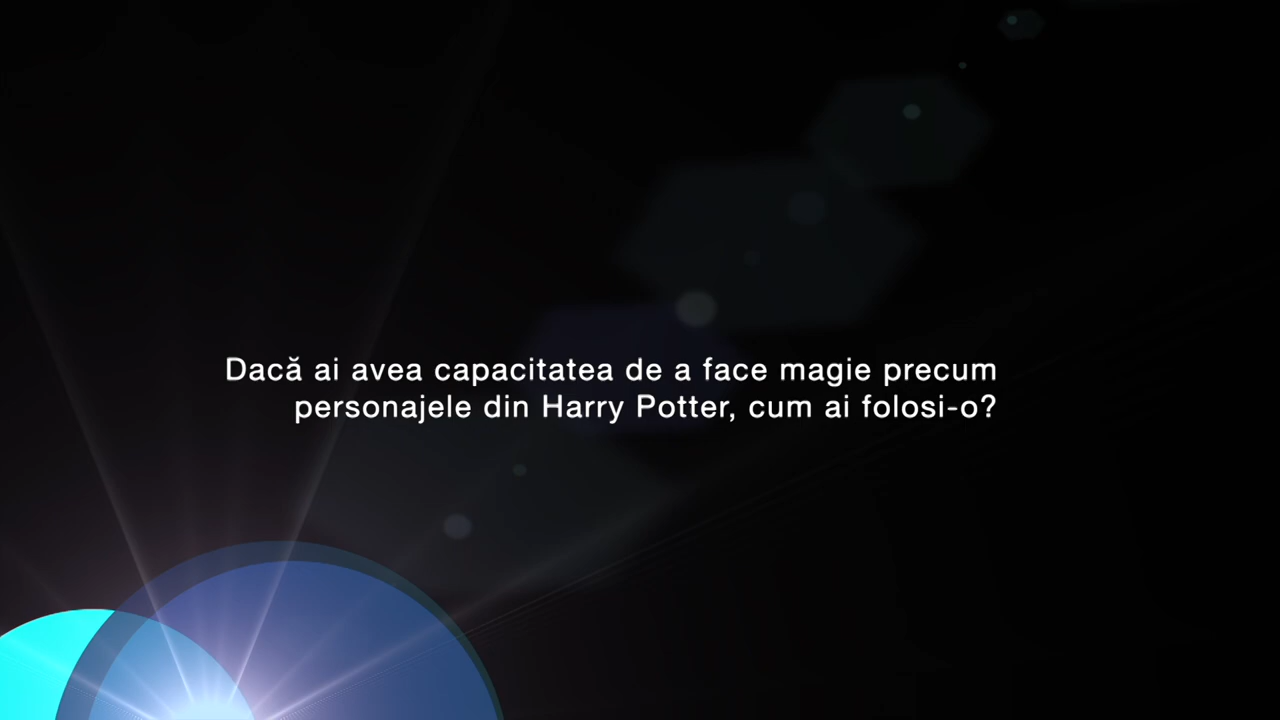 Dacă ai avea capacitatea de a face magie precum
personajele din Harry Potter, cum ai folosi-o?